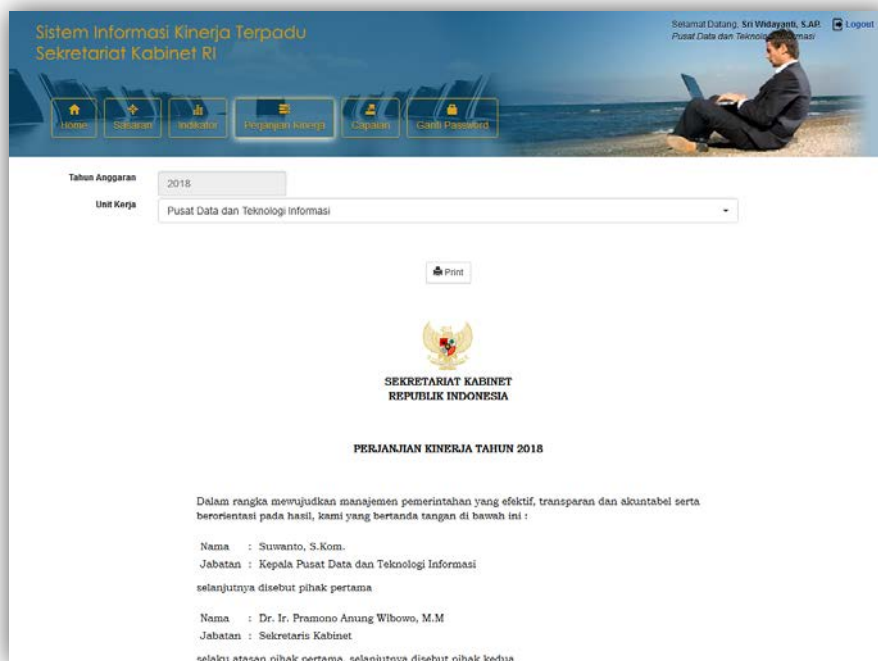 Sistem Informasi Kinerja Terpadu
Sekretariat Kabinet RI
Selamat Datang, Sri Widayanti, S.AP. Logout
Pusat Data dan Teknologi Informasi
Home Sasaran Indikator Perjanjian Kinerja Capaian Ganti Password
Tahun Anggaran 2018
Unit Kerja Pusat Data dan Teknologi Informasi
Print
SEKRETARIAT KABINET
REPUBLIK INDONESIA
PERJANJIAN KINERJA TAHUN 2018
Dalam rangka mewujudkan manajemen pemerintahan yang efektif, transparan dan akuntabel serta
berorientasi pada hasil, kami yang bertanda tangan di bawah ini :
Nama : Suwanto, S.Kom.
Jabatan : Kepala Pusat Data dan Teknologi Informasi
selanjutnya disebut pihak pertama
Nama : Dr. Ir. Pramono Anung Wibowo, M.M
Jabatan : Sekretaris Kabinet
selaku atasan pihak pertama, selanjutnya disebut pihak kedua